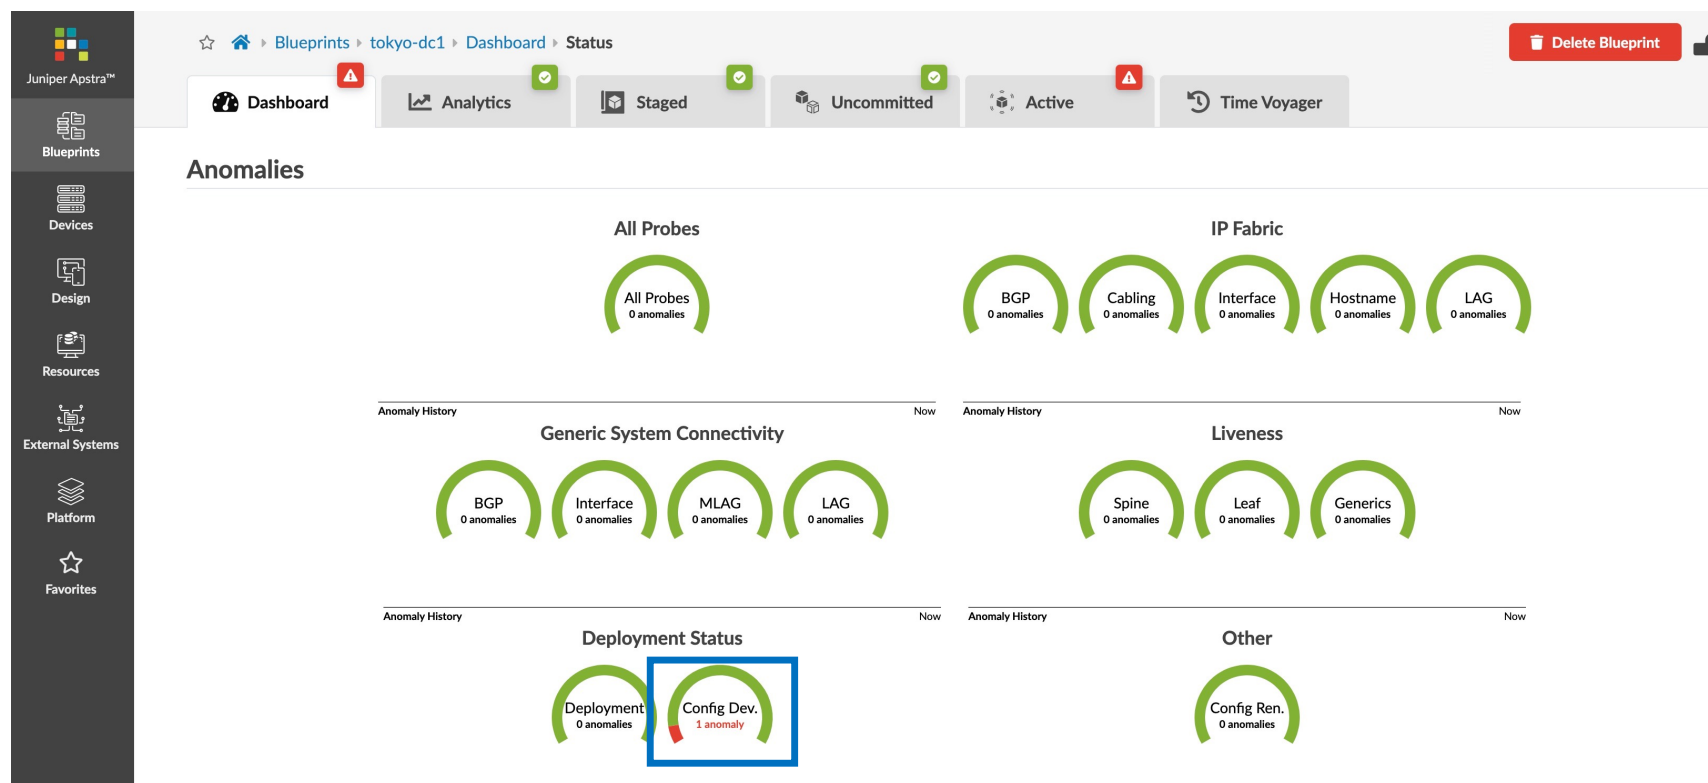 Juniper Apstra™
Blueprints
Devices
Design
Resources
External Systems
Platform
Favorites
Blueprints tokyo-dc1 Dashboard Status
Delete Blueprint
Dashboard Analytics Staged Uncommitted Active Time Voyager
Anomalies
All Probes
All Probes
0 anomalies
Anomaly History Now
IP Fabric
BGP
0 anomalies
Cabling
0 anomalies
Interface
0 anomalies
Hostname
0 anomalies
LAG
0 anomalies
Anomaly History Now
Generic System Connectivity
BGP
0 anomalies
Interface
0 anomalies
MLAG
0 anomalies
LAG
0 anomalies
Anomaly History Now
Liveness
Spine
0 anomalies
Leaf
0 anomalies
Generics
0 anomalies
Anomaly History Now
Deployment Status
Deployment
0 anomalies
Config Dev.
1 anomaly
Other
Config Ren.
0 anomalies